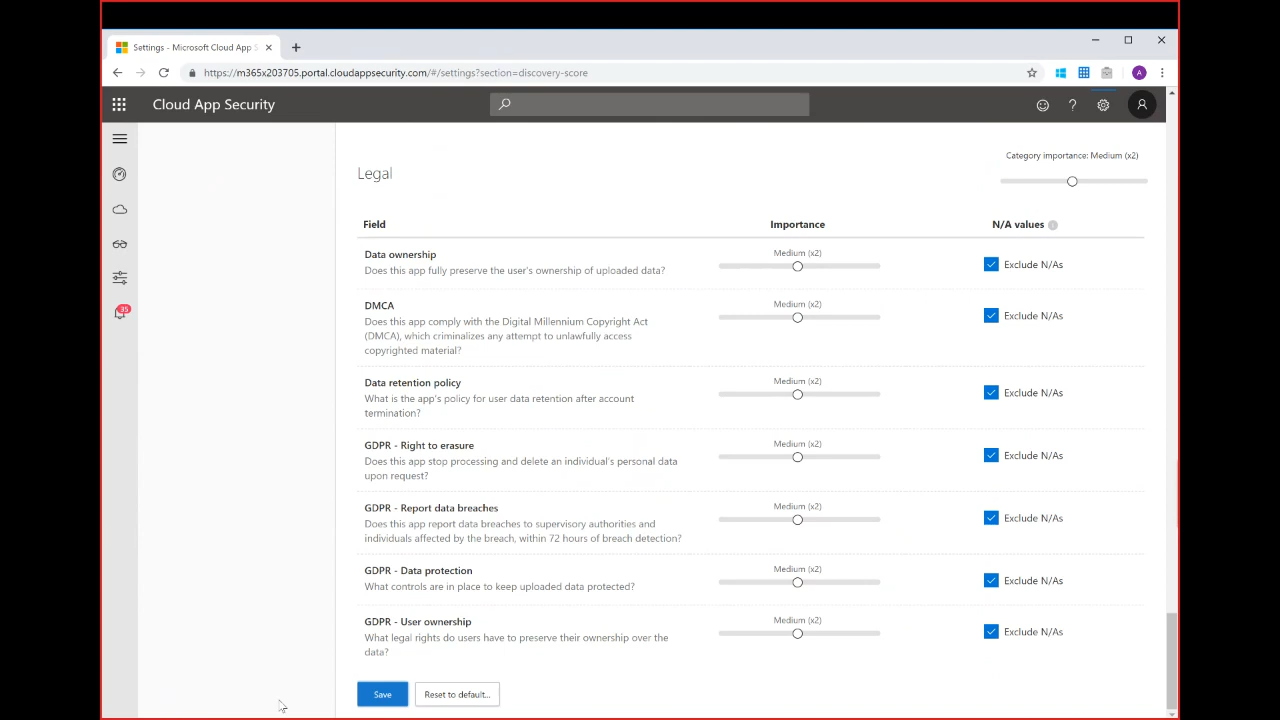 Settings - Microsoft Cloud App S
https://m365x203705.portal.cloudappsecurity.com/#/settings?section=discovery-score
A
Cloud App Security
?
Category importance: Medium (x2)
Legal
Field Importance N/A values
Data ownership
Does this app fully preserve the user's ownership of uploaded data?
Medium (x2)
Exclude N/As
DMCA
Does this app comply with the Digital Millennium Copyright Act
(DMCA), which criminalizes any attempt to unlawfully access
copyrighted material?
Medium (x2)
Exclude N/As
Data retention policy
What is the app's policy for user data retention after account
termination?
Medium (x2)
Exclude N/As
GDPR - Right to erasure
Does this app stop processing and delete an individual's personal data
upon request?
Medium (x2)
Exclude N/As
GDPR - Report data breaches
Does this app report data breaches to supervisory authorities and
individuals affected by the breach, within 72 hours of breach detection?
Medium (x2)
Exclude N/As
GDPR - Data protection
What controls are in place to keep uploaded data protected?
Medium (x2)
Exclude N/As
GDPR - User ownership
What legal rights do users have to preserve their ownership over the
data?
Medium (x2)
Exclude N/As
35
Save Reset to default...